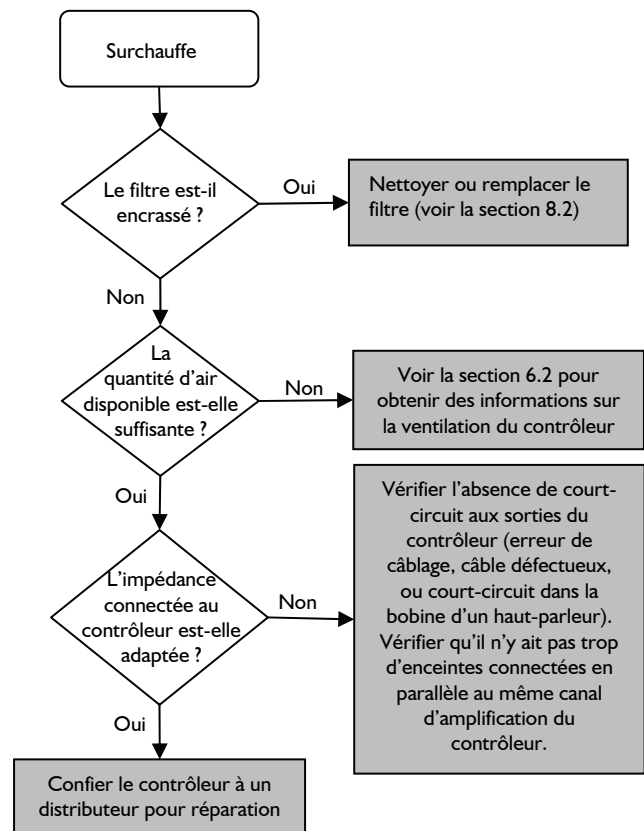 Surchauffe
Le filtre est-il
encrassé ?
Oui
Nettoyer ou remplacer le
filtre (voir la section 8.2)
Non
La
quantité d’air
disponible est-elle
suffisante ?
Non
Voir la section 6.2 pour
obtenir des informations sur
la ventilation du contrôleur
Oui
L’impédance
connectée au
contrôleur est-elle
adaptée ?
Non
Vérifier l’absence de court-
circuit aux sorties du
contrôleur (erreur de
câblage, câble défectueux,
ou court-circuit dans la
bobine d’un haut-parleur).
Vérifier qu’il n’y ait pas trop
d’enceintes connectées en
parallèle au même canal
d’amplification du
contrôleur.
Oui
Confier le contrôleur à un
distributeur pour réparation